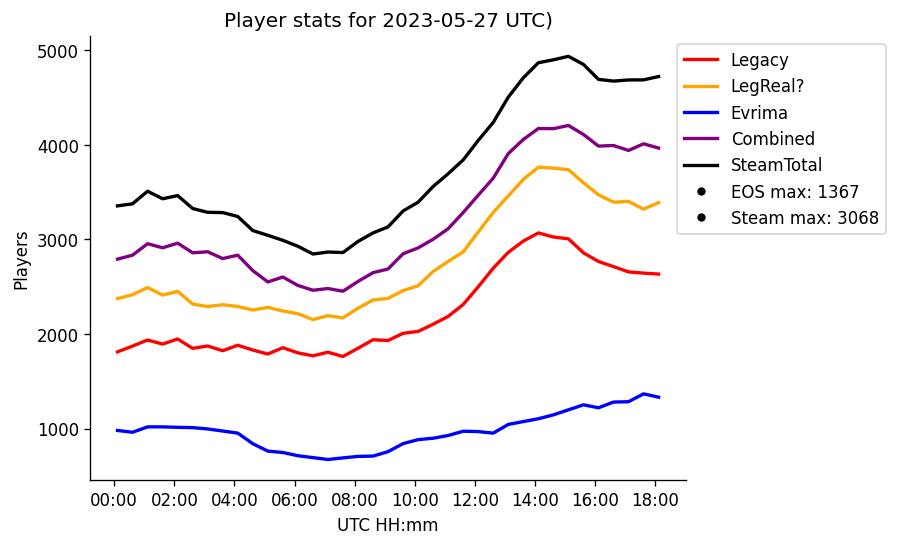 Player stats for 2023-05-27 UTC)
Players
5000
4000
3000
2000
1000
00:00 02:00 04:00 06:00 08:00 10:00 12:00 14:00 16:00 18:00
UTC HH:mm
Legacy
LegReal?
Evrima
Combined
SteamTotal
EOS max: 1367
Steam max: 3068